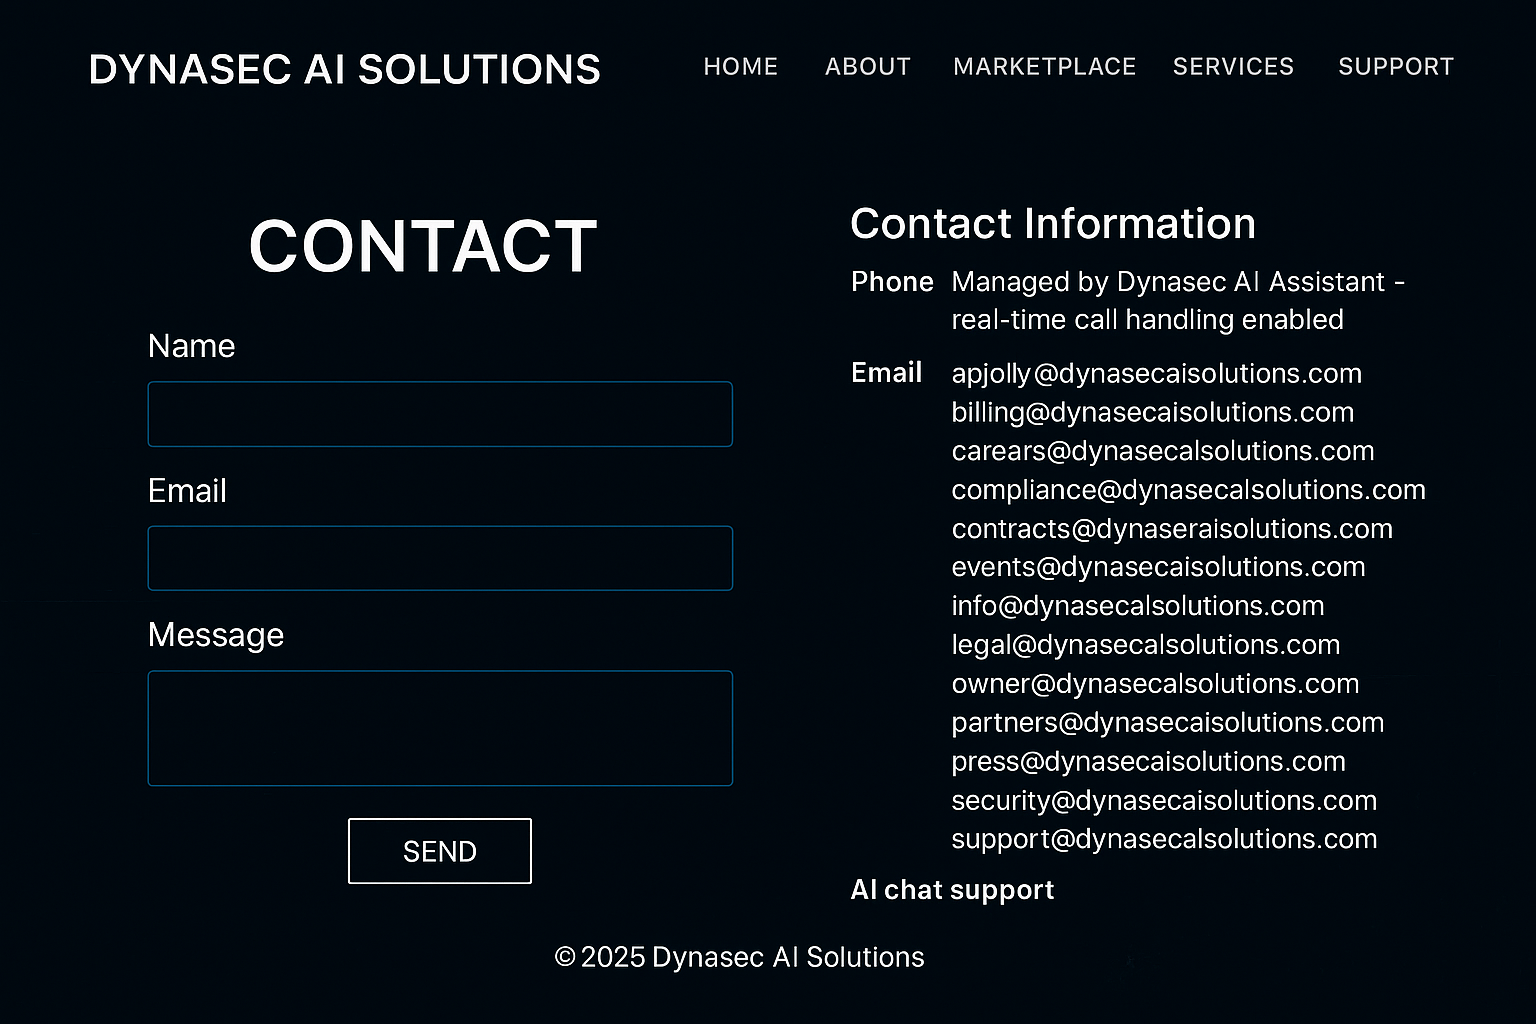 DYNASEC AI SOLUTIONS
HOME ABOUT MARKETPLACE SERVICES SUPPORT
CONTACT
Name
Email
Message
SEND
Contact Information
Phone Managed by Dynasec AI Assistant -
real-time call handling enabled
Email apjolly@dynasecaisolutions.com
billing@dynasecaisolutions.com
carears@dynasecalsolutions.com
compliance@dynasecalsolutions.com
contracts@dynaseraisolutions.com
events@dynasecaisolutions.com
info@dynasecalsolutions.com
legal@dynasecalsolutions.com
owner@dynasecalsolutions.com
partners@dynasecaisolutions.com
press@dynasecaisolutions.com
security@dynasecaisolutions.com
support@dynasecalsolutions.com
AI chat support
© 2025 Dynasec AI Solutions